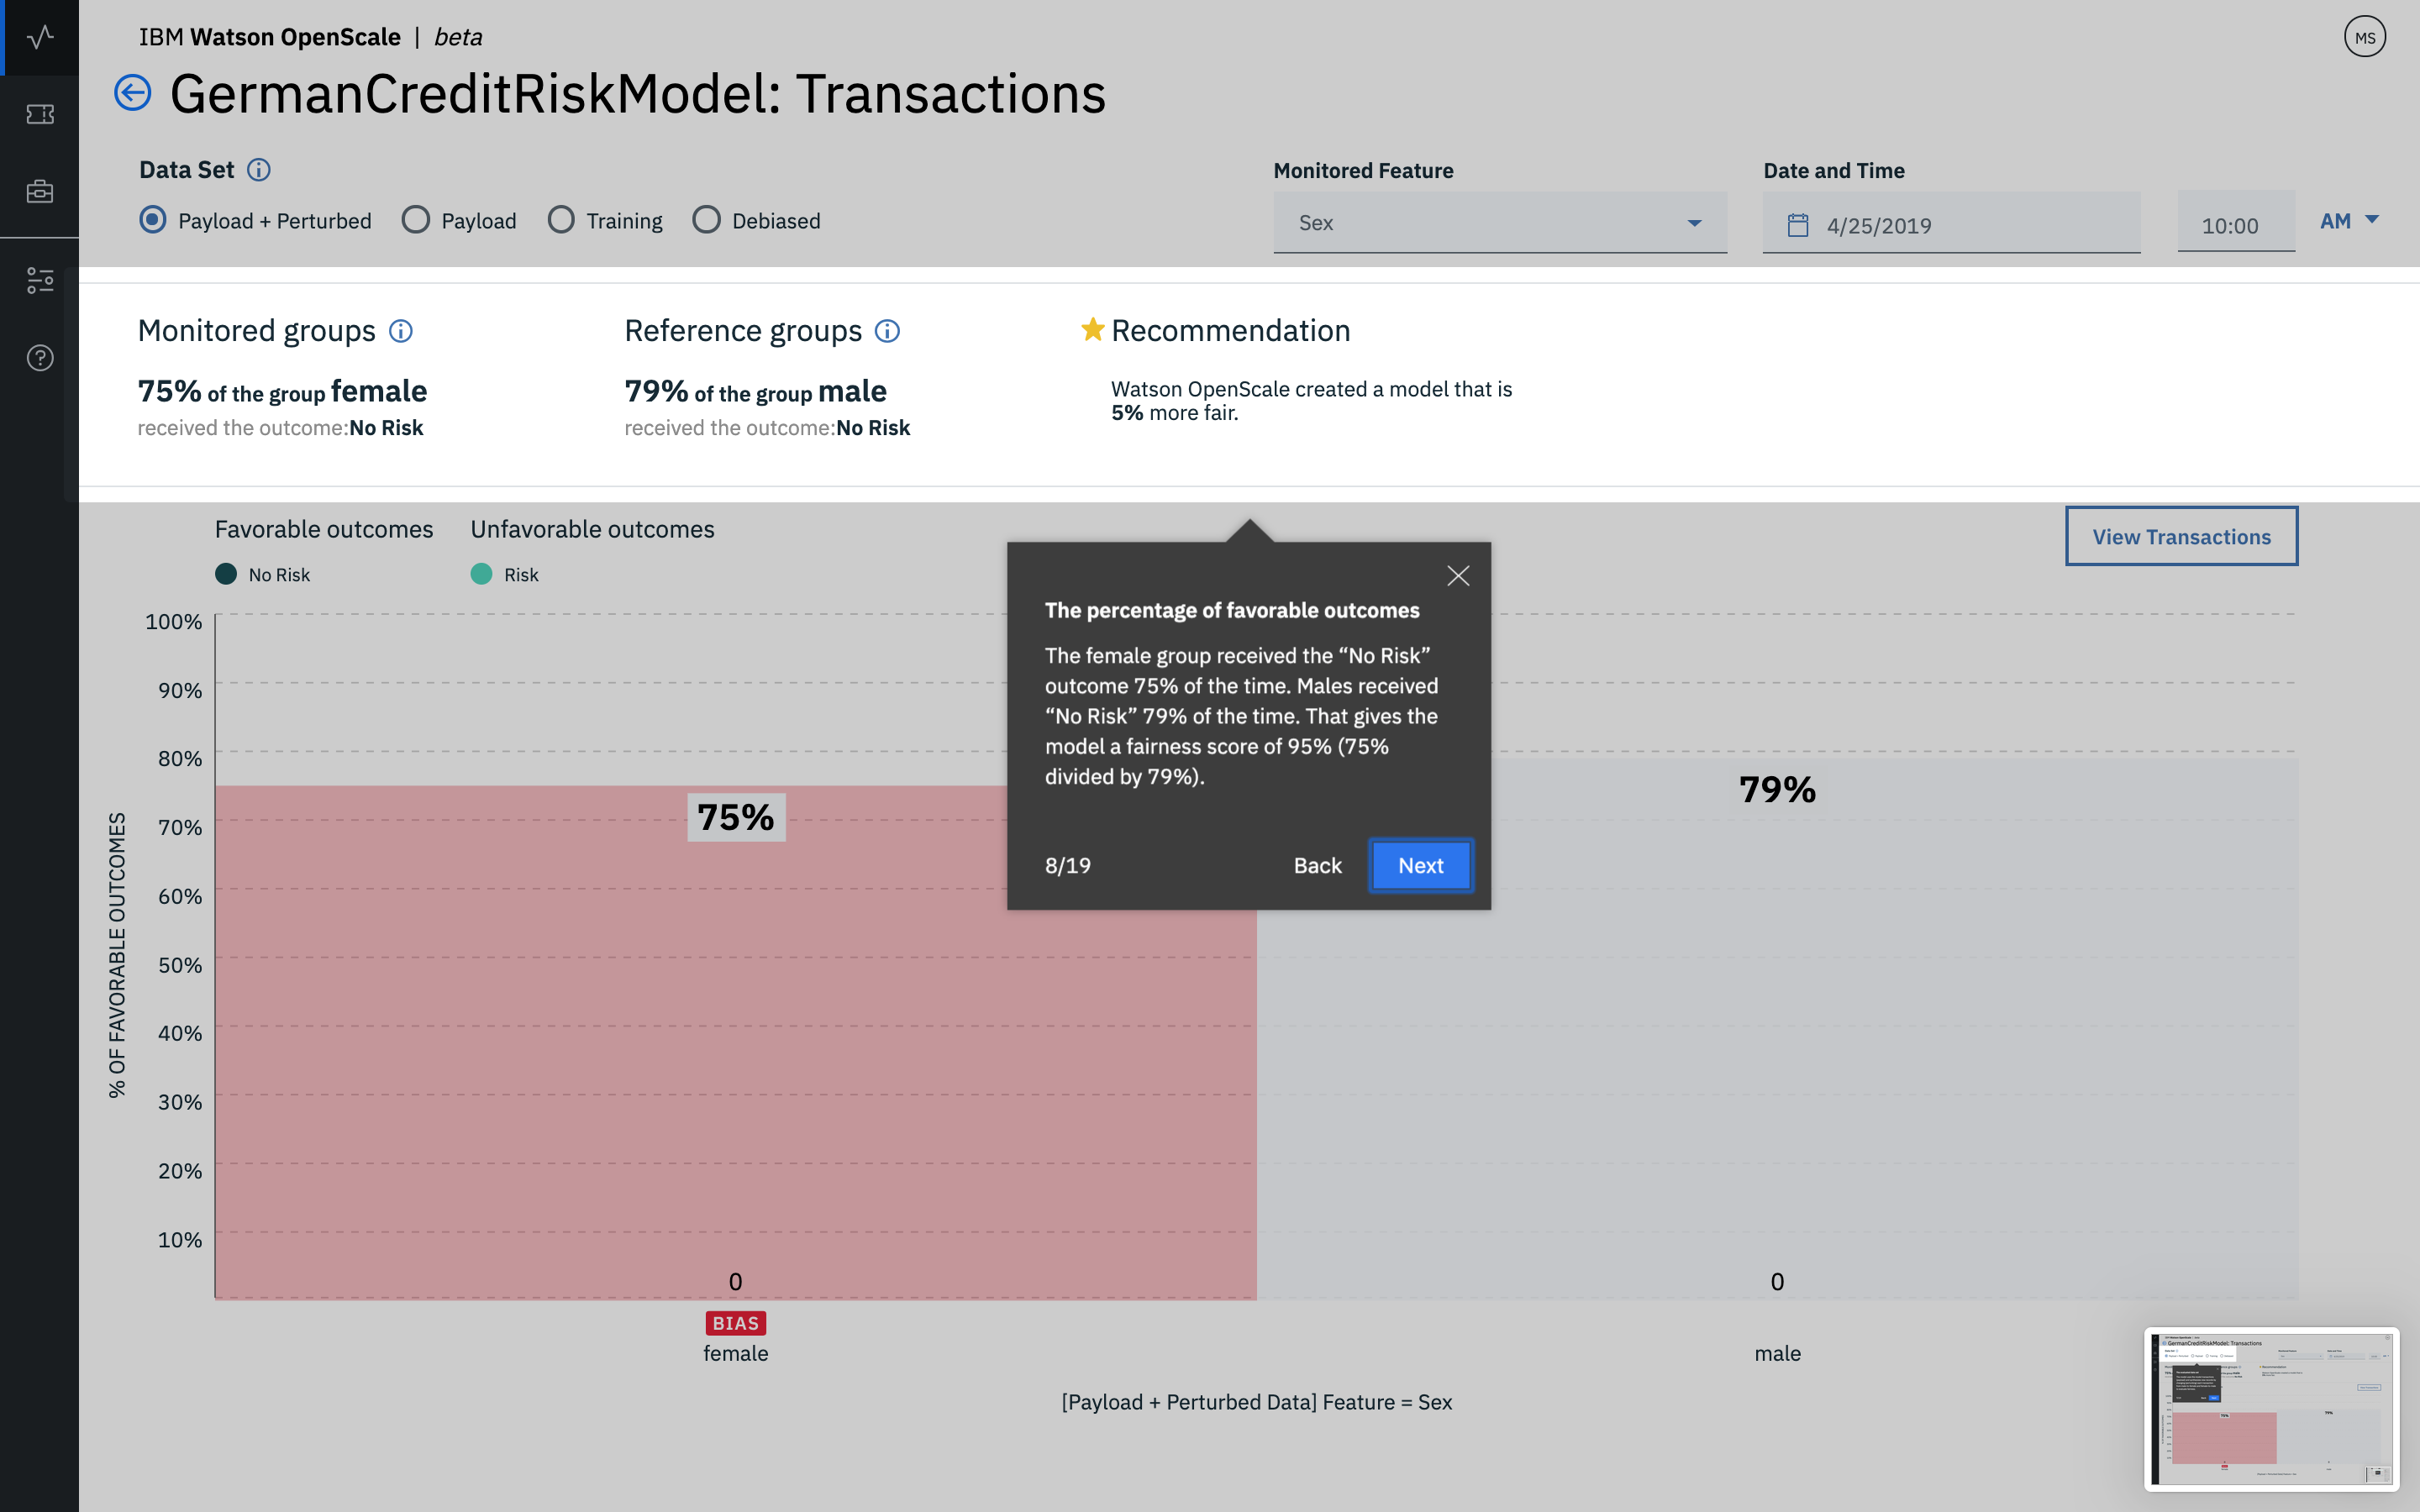 IBM Watson OpenScale | beta
MS
GermanCreditRiskModel: Transactions
Data Set
Monitored Feature
Date and Time
Payload + Perturbed
Payload
Training
Debiased
Sex
4/25/2019
10:00
AM
Monitored groups
Reference groups
Recommendation
75% of the group female
received the outcome:No Risk
79% of the group male
received the outcome:No Risk
Watson OpenScale created a model that is
5% more fair.
Favorable outcomes
Unfavorable outcomes
No Risk
Risk
View Transactions
The percentage of favorable outcomes
The female group received the “No Risk”
outcome 75% of the time. Males received
“No Risk” 79% of the time. That gives the
model a fairness score of 95% (75%
divided by 79%).
8/19
Back
Next
% OF FAVORABLE OUTCOMES
100%
90%
80%
70%
60%
50%
40%
30%
20%
10%
75%
79%
0
0
BIAS
female
male
[Payload + Perturbed Data] Feature = Sex
GermanCreditRiskModel: Transactions